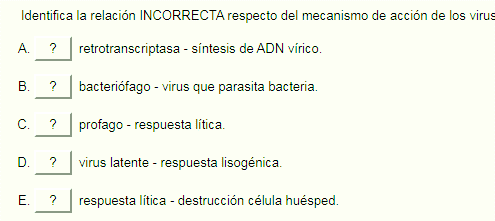 Identifica la relación INCORRECTA respecto del mecanismo de acción de los virus
A. ? retrotranscriptasa - síntesis de ADN vírico.
B. ? bacteriófago - virus que parasita bacteria.
C. ? profago - respuesta lítica.
D. ? virus latente - respuesta lisogénica.
E. ? respuesta lítica - destrucción célula huésped.